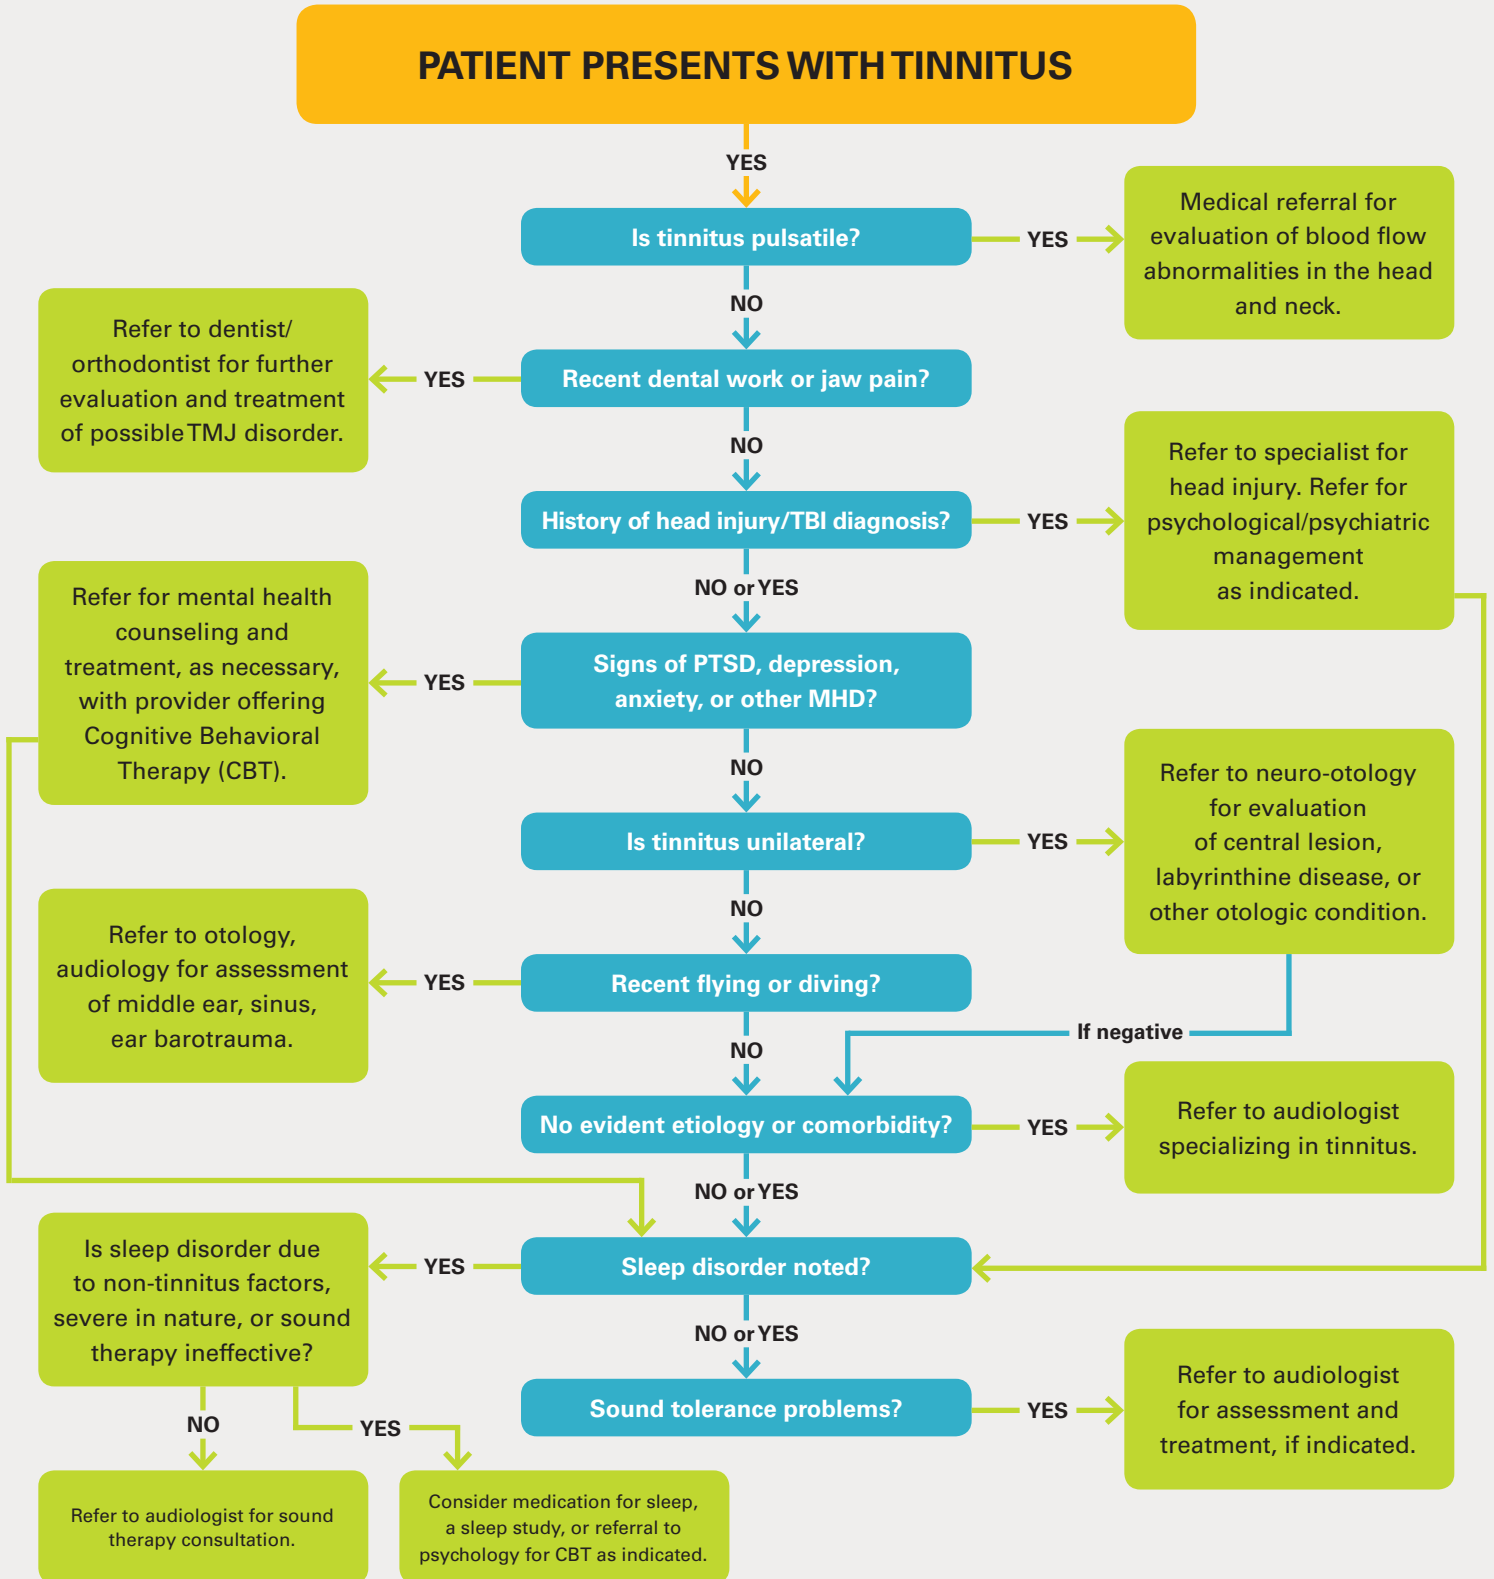 PATIENT PRESENTS WITH TINNITUS
YES
Is tinnitus pulsatile?
YES
Medical referral for
evaluation of blood flow
abnormalities in the head
and neck.
NO
Recent dental work or jaw pain?
YES
Refer to dentist/
orthodontist for further
evaluation and treatment
of possible TMJ disorder.
NO
History of head injury/TBI diagnosis?
YES
Refer to specialist for
head injury. Refer for
psychological/psychiatric
management
as indicated.
NO or YES
Signs of PTSD, depression,
anxiety, or other MHD?
YES
Refer for mental health
counseling and
treatment, as necessary,
with provider offering
Cognitive Behavioral
Therapy (CBT).
NO
Is tinnitus unilateral?
YES
Refer to neuro-otology
for evaluation
of central lesion,
labyrinthine disease, or
other otologic condition.
NO
Recent flying or diving?
YES
Refer to otology,
audiology for assessment
of middle ear, sinus,
ear barotrauma.
If negative
NO
No evident etiology or comorbidity?
YES
Refer to audiologist
specializing in tinnitus.
NO or YES
Sleep disorder noted?
YES
Is sleep disorder due
to non-tinnitus factors,
severe in nature, or sound
therapy ineffective?
NO or YES
Sound tolerance problems?
YES
Refer to audiologist
for assessment and
treatment, if indicated.
NO
YES
Refer to audiologist for sound
therapy consultation.
Consider medication for sleep,
a sleep study, or referral to
psychology for CBT as indicated.